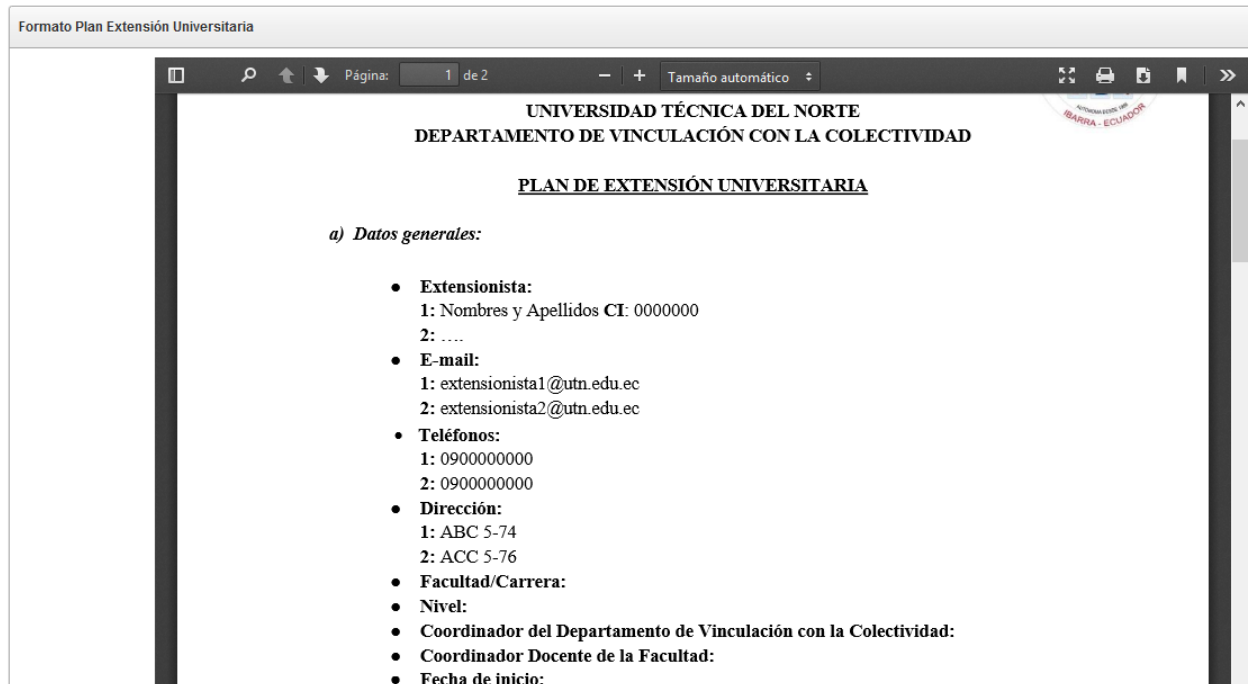 Formato Plan Extensión Universitaria
Página: 1 de 2 − + Tamaño automático
UNIVERSIDAD TÉCNICA DEL NORTE
DEPARTAMENTO DE VINCULACIÓN CON LA COLECTIVIDAD
IBARRA - ECUADOR
PLAN DE EXTENSIÓN UNIVERSITARIA
a) Datos generales:
● Extensionista:
1: Nombres y Apellidos CI: 0000000
2: ....
● E-mail:
1: extensionista1@utn.edu.ec
2: extensionista2@utn.edu.ec
● Teléfonos:
1: 0900000000
2: 0900000000
● Dirección:
1: ABC 5-74
2: ACC 5-76
● Facultad/Carrera:
● Nivel:
● Coordinador del Departamento de Vinculación con la Colectividad:
● Coordinador Docente de la Facultad:
● Fecha de inicio: